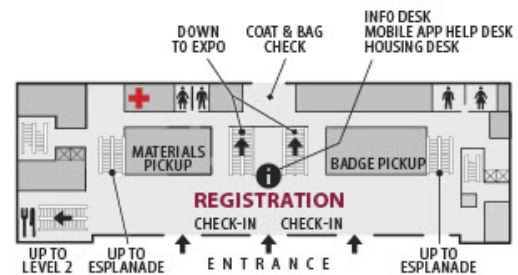 INFO DESK
MOBILE APP HELP DESK
HOUSING DESK
DOWN
TO EXPO
COAT & BAG
CHECK
MATERIALS
PICKUP
BADGE PICKUP
i
REGISTRATION
CHECK-IN
CHECK-IN
UP TO
LEVEL 2
UP TO
ESPLANADE
ENTRANCE
UP TO
ESPLANADE